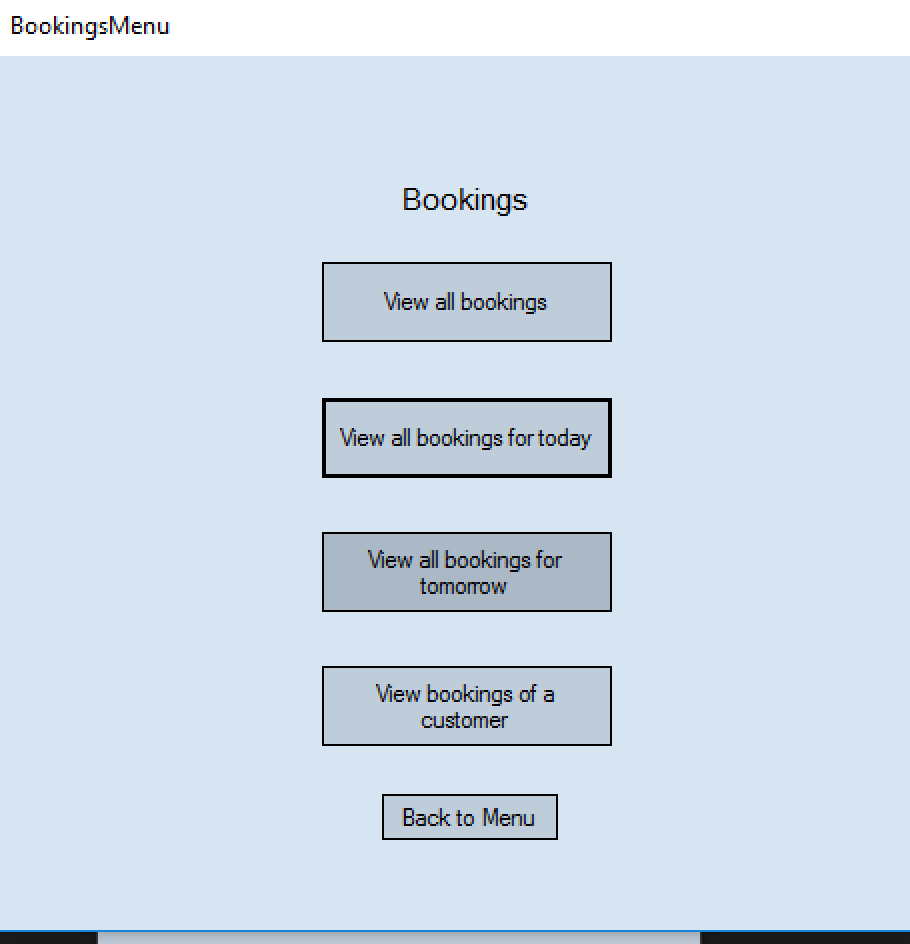 BookingsMenu
Bookings
View all bookings
View all bookings for today
View all bookings for
tomorrow
View bookings of a
customer
Back to Menu